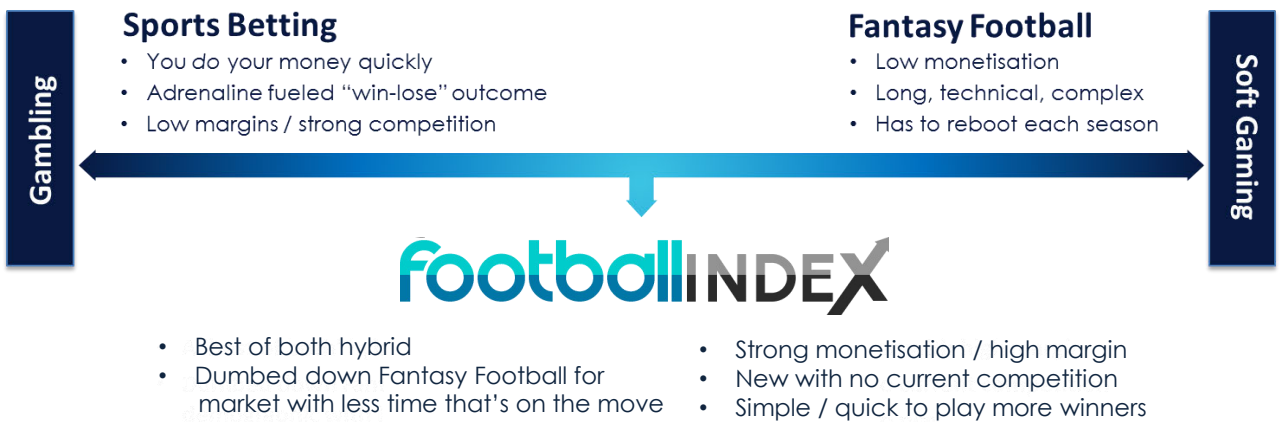 Gambling
Sports Betting
• You do your money quickly
• Adrenaline fueled “win-lose” outcome
• Low margins / strong competition
Fantasy Football
• Low monetisation
• Long, technical, complex
• Has to reboot each season
Soft Gaming
footballINDEX
• Best of both hybrid
• Dumbed down Fantasy Football for
market with less time that’s on the move
• Strong monetisation / high margin
• New with no current competition
• Simple / quick to play more winners